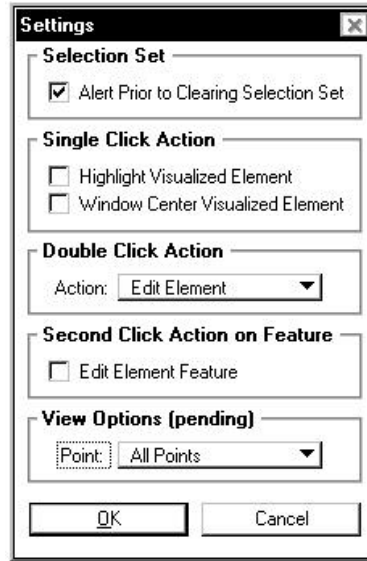 Settings
Selection Set
Alert Prior to Clearing Selection Set
Single Click Action
Highlight Visualized Element
Window Center Visualized Element
Double Click Action
Action: Edit Element
Second Click Action on Feature
Edit Element Feature
View Options (pending)
Point: All Points
OK Cancel